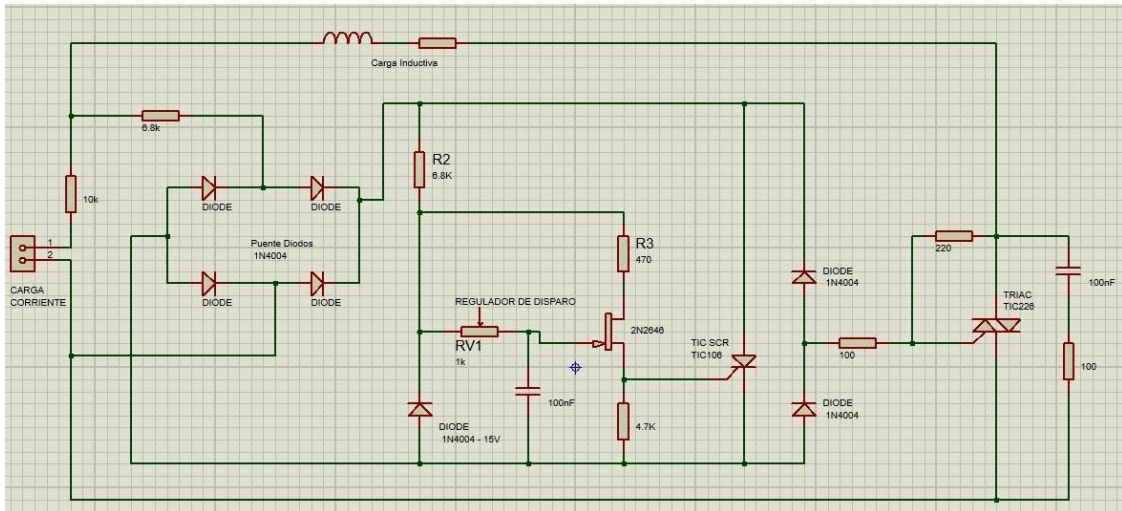 Carga Inductiva
6.8k
10k
1
2
CARGA
CORRIENTE
DIODE
DIODE
Puente Diodos
1N4004
DIODE
DIODE
R2
6.8K
R3
470
REGULADOR DE DISPARO
RV1
1k
2N2646
100nF
DIODE
1N4004 - 15V
4.7K
TIC SCR
TIC106
DIODE
1N4004
DIODE
1N4004
100
220
TRIAC
TIC226
100nF
100